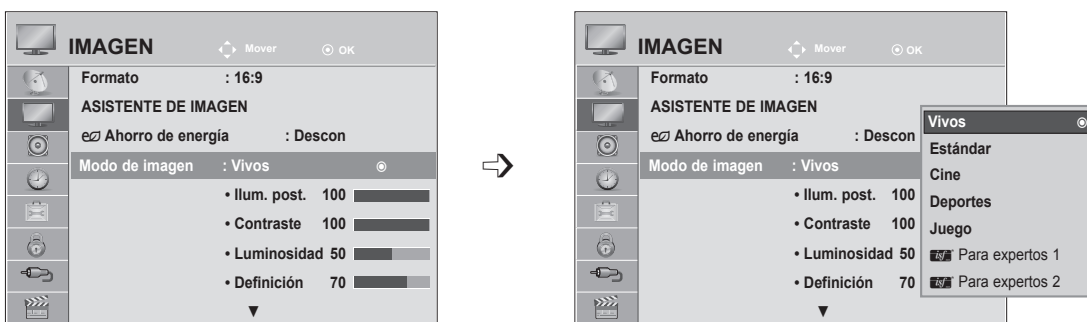 IMAGEN Mover OK
Formato : 16:9
ASISTENTE DE IMAGEN
Ahorro de energía : Descon
Modo de imagen : Vivos
• Ilum. post. 100
• Contraste 100
• Luminosidad 50
• Definición 70
IMAGEN Mover OK
Formato : 16:9
ASISTENTE DE IMAGEN
Ahorro de energía : Descon
Modo de imagen : Vivos
• Ilum. post. 100
• Contraste 100
• Luminosidad 50
• Definición 70
Vivos
Estándar
Cine
Deportes
Juego
isf Para expertos 1
isf Para expertos 2